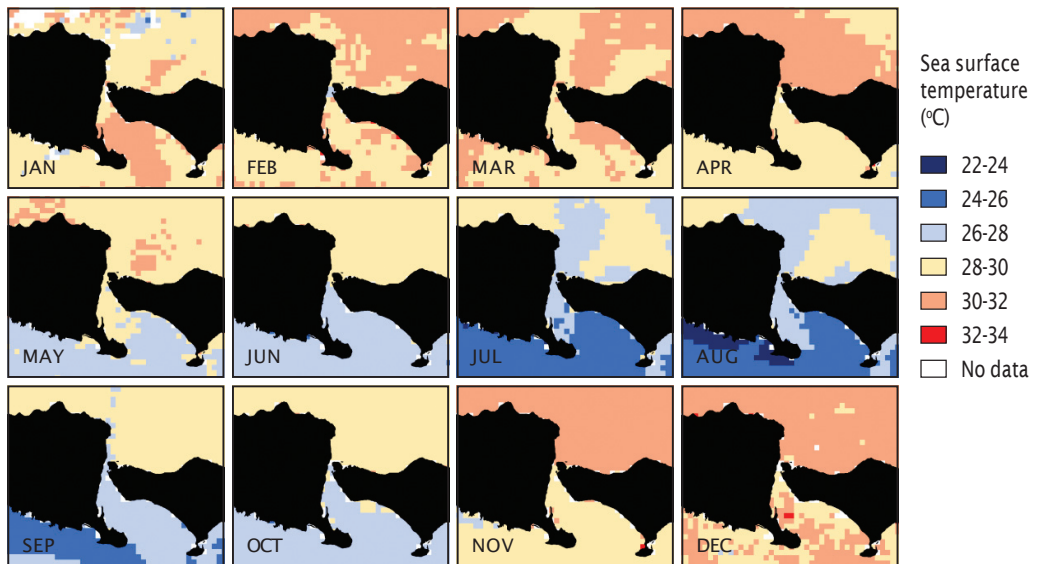 JAN
FEB
MAR
APR
MAY
JUN
JUL
AUG
SEP
OCT
NOV
DEC
Sea surface
temperature
(ºC)
22-24
24-26
26-28
28-30
30-32
32-34
No data